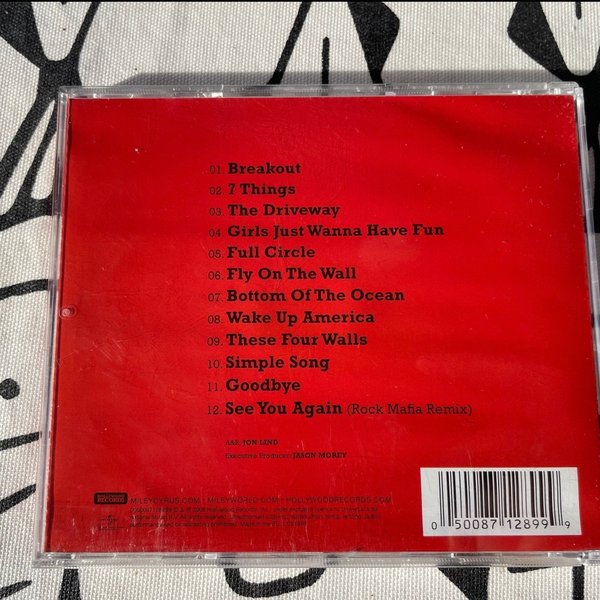 01. Breakout
02. 7 Things
03. The Driveway
04. Girls Just Wanna Have Fun
05. Full Circle
06. Fly On The Wall
07. Bottom Of The Ocean
08. Wake Up America
09. These Four Walls
10. Simple Song
11. Goodbye
12. See You Again (Rock Mafia Remix)
A&R: JON LIND
Executive Producer: JASON MOREY
RECORDS
MILEYCYRUS.COM • MILEYWORLD.COM • HOLLYWOODRECORDS.COM
0 50087 12899 9